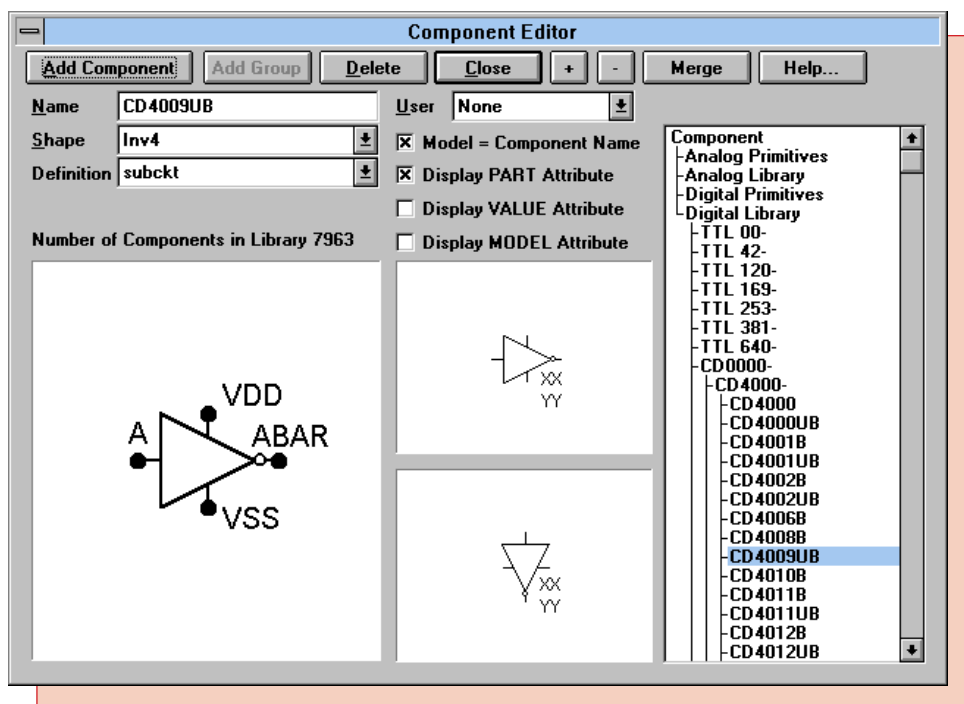 Component Editor
Add Component Add Group Delete Close + - Merge Help...
Name CD4009UB
User None
Shape Inv4
Definition subckt
Model = Component Name
Display PART Attribute
Display VALUE Attribute
Display MODEL Attribute
Number of Components in Library 7963
VDD
A
ABAR
VSS
XX
YY
XX
YY
Component
Analog Primitives
Analog Library
Digital Primitives
Digital Library
TTL 00-
TTL 42-
TTL 120-
TTL 169-
TTL 253-
TTL 381-
TTL 640-
CD0000-
CD4000-
CD4000
CD4000UB
CD4001B
CD4001UB
CD4002B
CD4002UB
CD4006B
CD4008B
CD4009UB
CD4010B
CD4011B
CD4011UB
CD4012B
CD4012UB